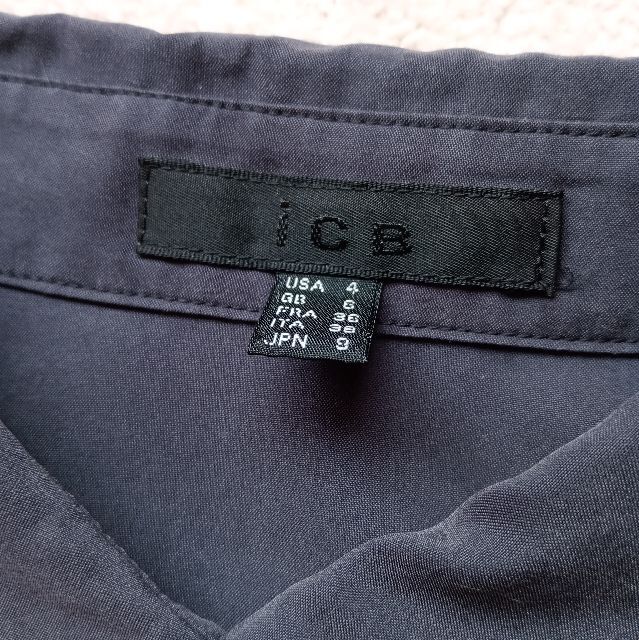 iCB
USA 4
GB 6
FRA 36
ITA 38
JPN 9